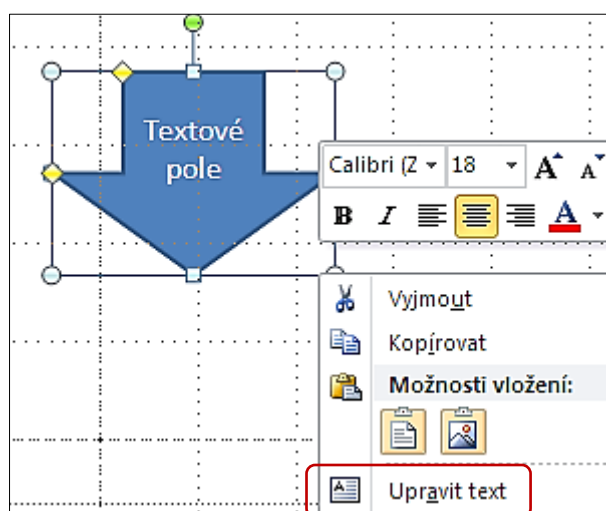 Textové
pole
Calibri (Z 18 A A
B I A
Vyjmout
Kopírovat
Možnosti vložení:
Upravit text